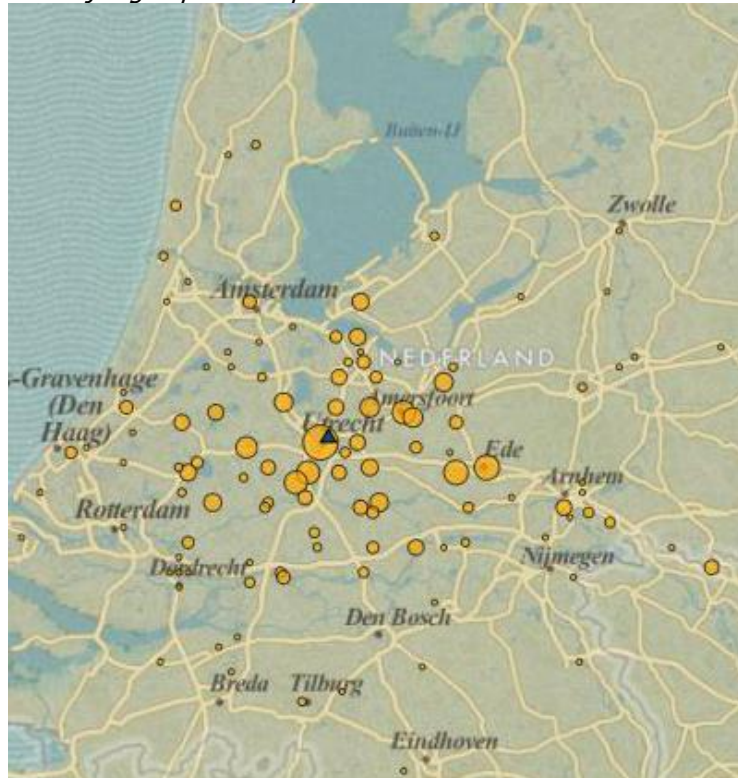 Buiten-IJ
Zwolle
Amsterdam
NEDERLAND
s-Gravenhage
(Den
Haag)
Amersfoort
Utrecht
Ede
Arnhem
Rotterdam
Nijmegen
Dordrecht
Den Bosch
Breda
Tilburg
Eindhoven